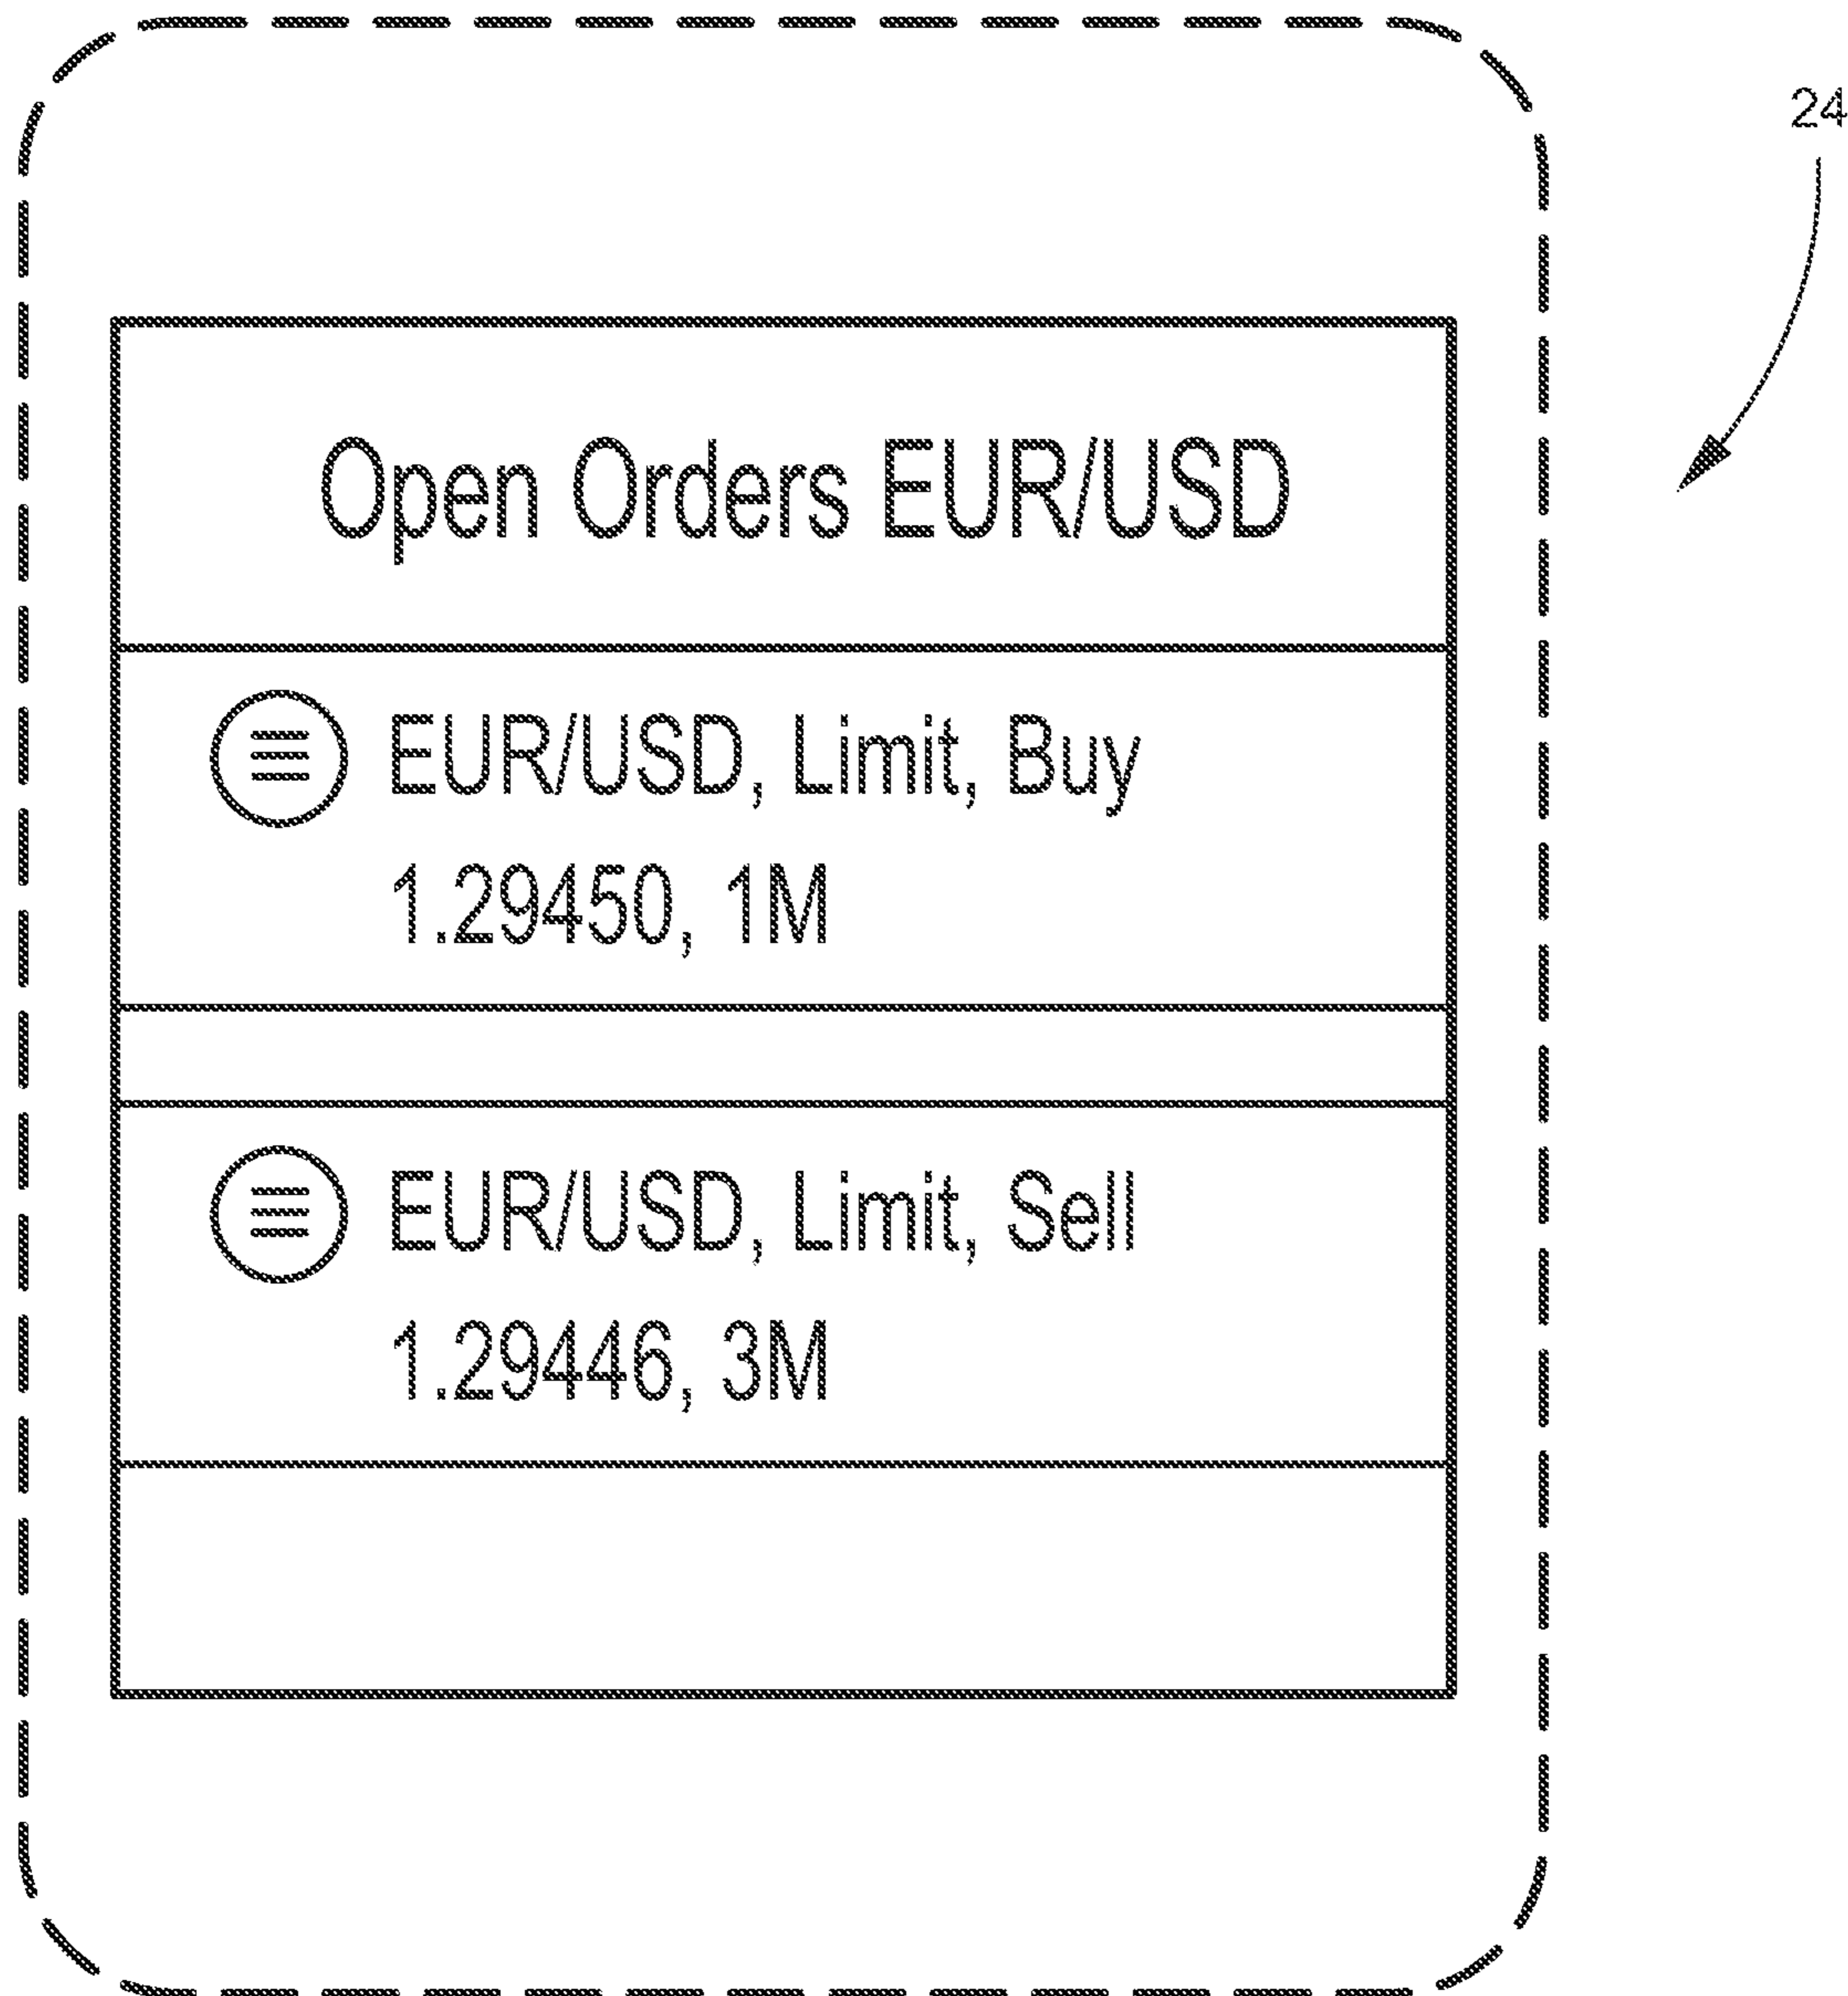 24
Open Orders EUR/USD
EUR/USD, Limit, Buy
1.29450, 1M
EUR/USD, Limit, Sell
1.29446, 3M